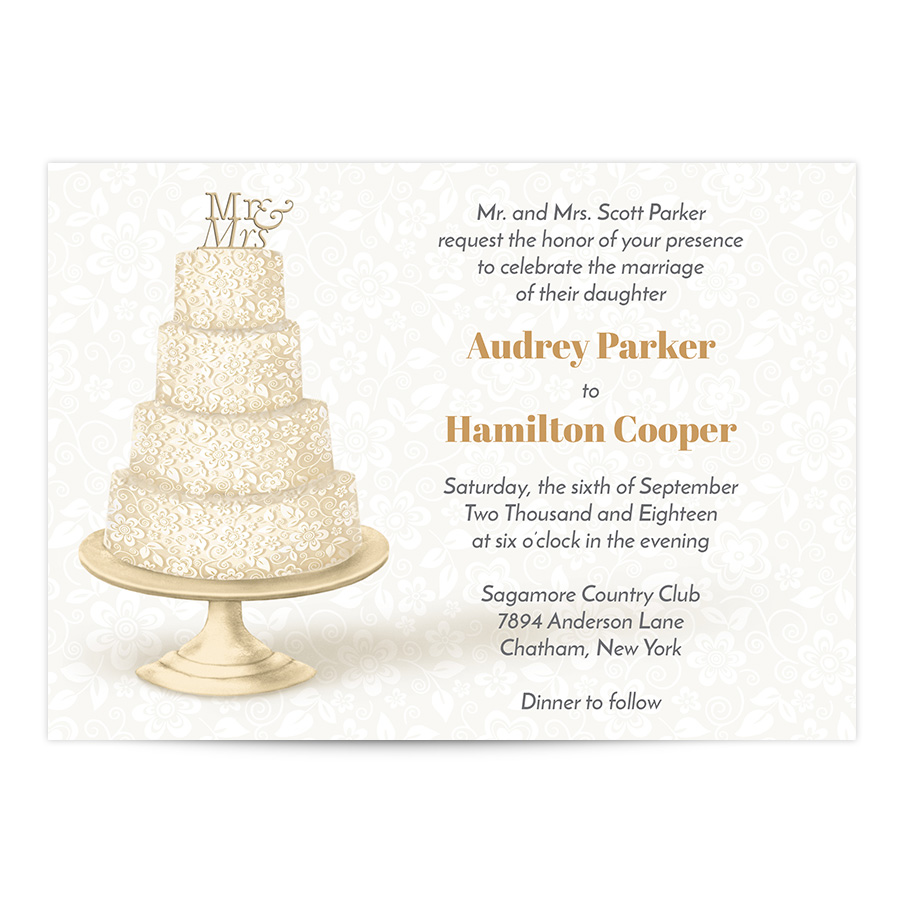 Mr &
Mrs
Mr. and Mrs. Scott Parker
request the honor of your presence
to celebrate the marriage
of their daughter
Audrey Parker
to
Hamilton Cooper
Saturday, the sixth of September
Two Thousand and Eighteen
at six o'clock in the evening
Sagamore Country Club
7894 Anderson Lane
Chatham, New York
Dinner to follow